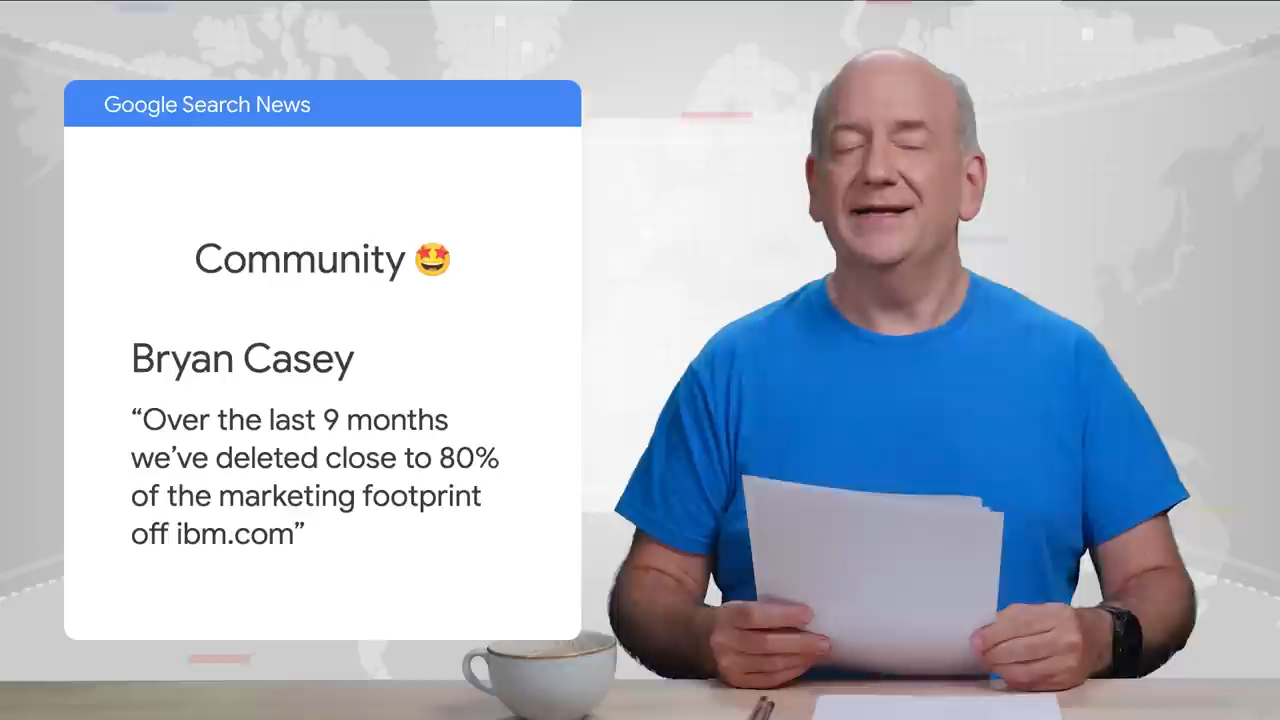 Google Search News
Community 🤩
Bryan Casey
“Over the last 9 months
we’ve deleted close to 80%
of the marketing footprint
off ibm.com”